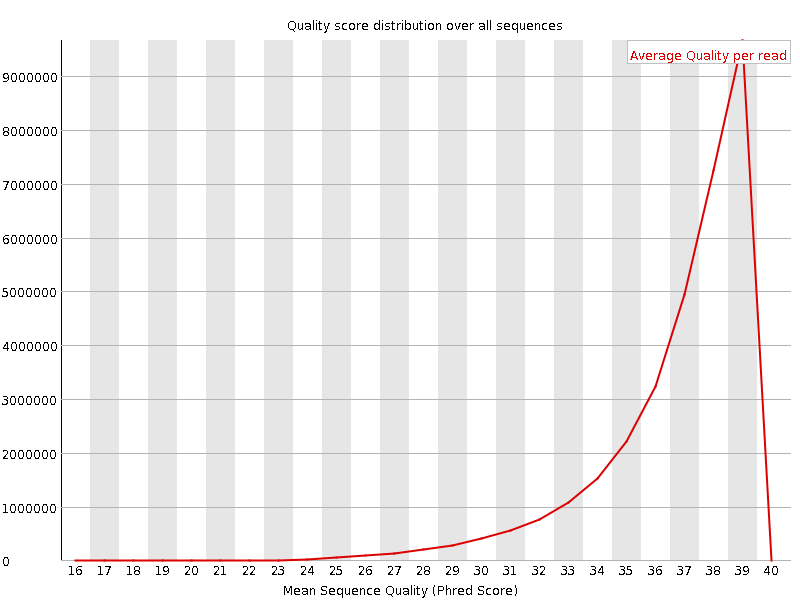 Quality score distribution over all sequences
Average Quality per read
9000000
8000000
7000000
6000000
5000000
4000000
3000000
2000000
1000000
0
16 17 18 19 20 21 22 23 24 25 26 27 28 29 30 31 32 33 34 35 36 37 38 39 40
Mean Sequence Quality (Phred Score)